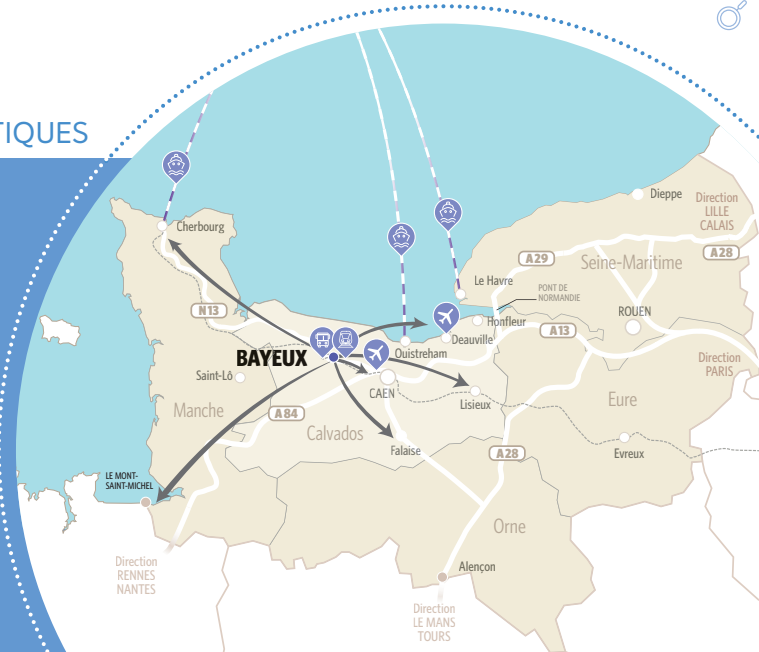 TIQUES
Dieppe
Direction
LILLE
CALAIS
Cherbourg
A28
A29
Seine-Maritime
Le Havre
PONT DE
NORMANDIE
N13
ROUEN
Honfleur
A13
Deauville
BAYEUX
Ouistreham
Direction
PARIS
Saint-Lô
CAEN
Lisieux
Eure
Manche
A84
Calvados
Falaise
A28
Evreux
LE MONT-
SAINT-MICHEL
Orne
Direction
RENNES
NANTES
Alençon
Direction
LE MANS
TOURS